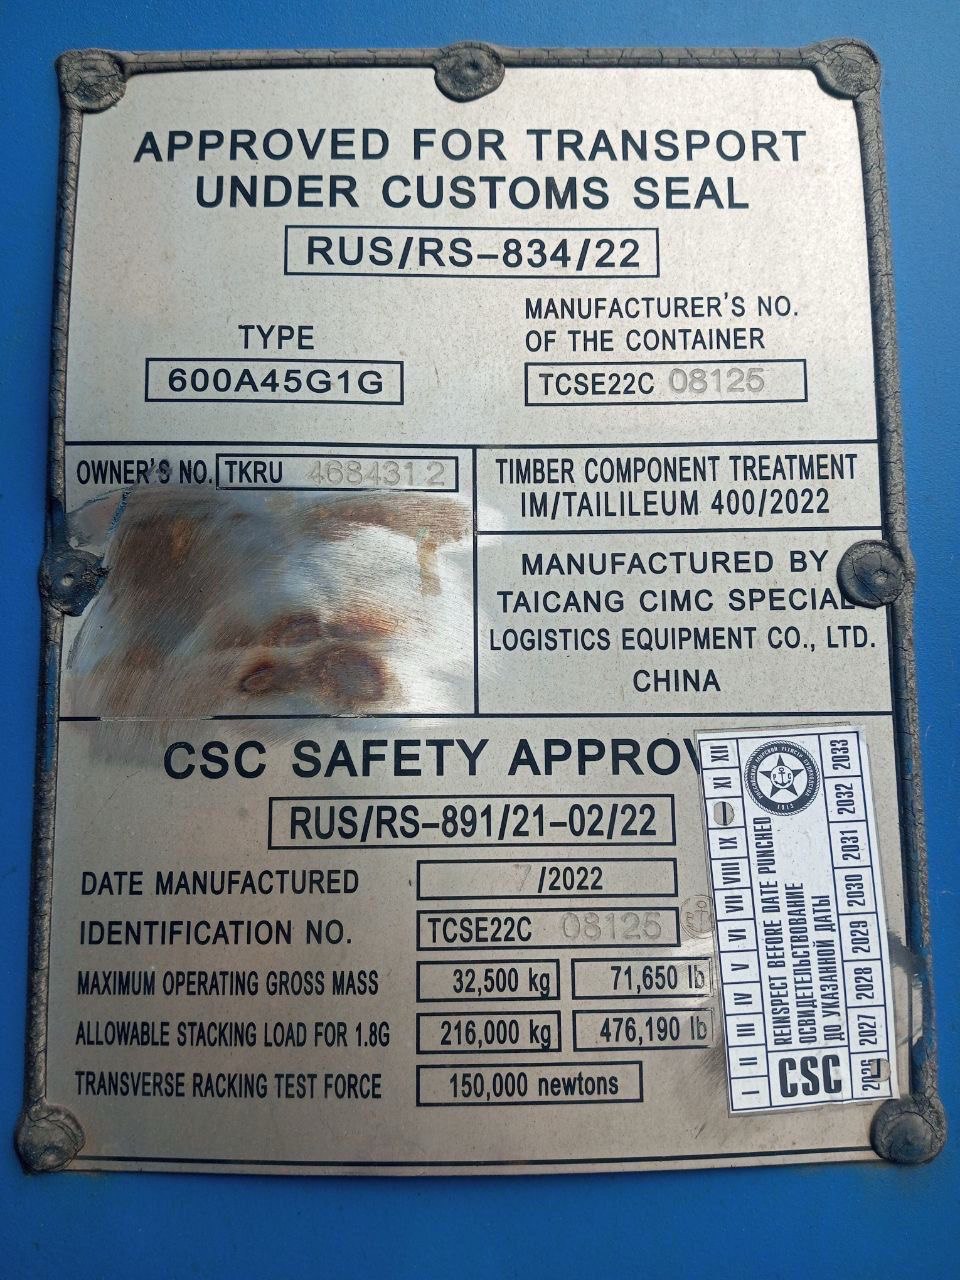 APPROVED FOR TRANSPORT
UNDER CUSTOMS SEAL
RUS/RS-834/22
TYPE
600A45G1G
MANUFACTURER'S NO.
OF THE CONTAINER
TCSE22C 08125
OWNER'S NO. TKRU 468431 2
TIMBER COMPONENT TREATMENT
IM/TAILILEUM 400/2022
MANUFACTURED BY
TAICANG CIMC SPECIAL
LOGISTICS EQUIPMENT CO., LTD.
CHINA
CSC SAFETY APPROV
RUS/RS-891/21-02/22
DATE MANUFACTURED 7/2022
IDENTIFICATION NO. TCSE22C 08125
MAXIMUM OPERATING GROSS MASS 32,500 kg 71,650 lb
ALLOWABLE STACKING LOAD FOR 1.8G 216,000 kg 476,190 lb
TRANSVERSE RACKING TEST FORCE 150,000 newtons
I II III IV V VI VII VIII IX XI XII
CSC
REINSPECT BEFORE DATE PUNCHED
ОСВИДЕТЕЛЬСТВОВАНИЕ
ДО УКАЗАННОЙ ДАТЫ
2027 2028 2029 2030 2031 2032 2033
1913